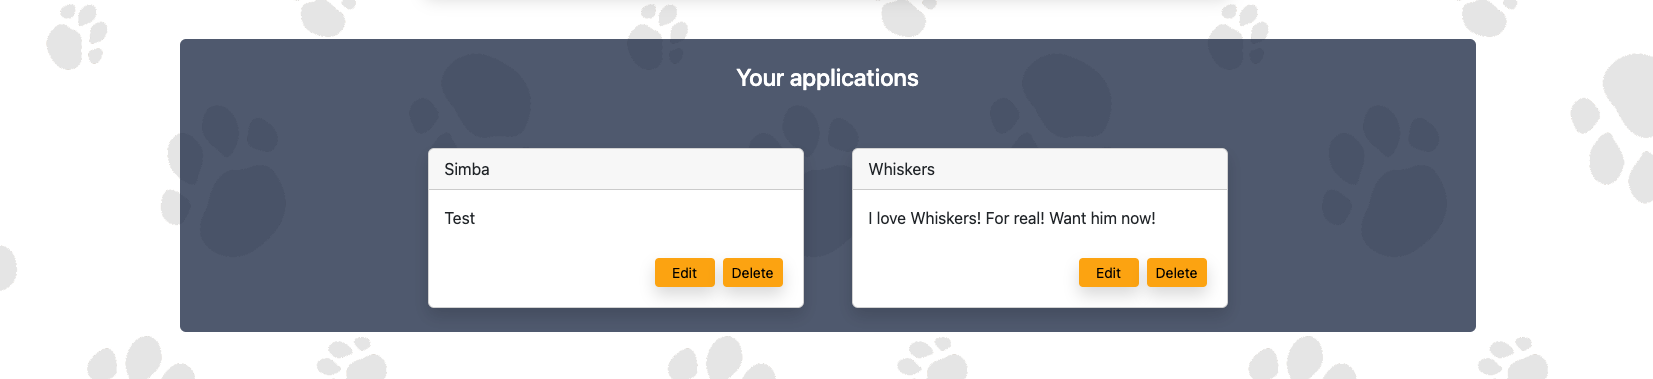 Your applications
Simba
Test
Edit
Delete
Whiskers
I love Whiskers! For real! Want him now!
Edit
Delete